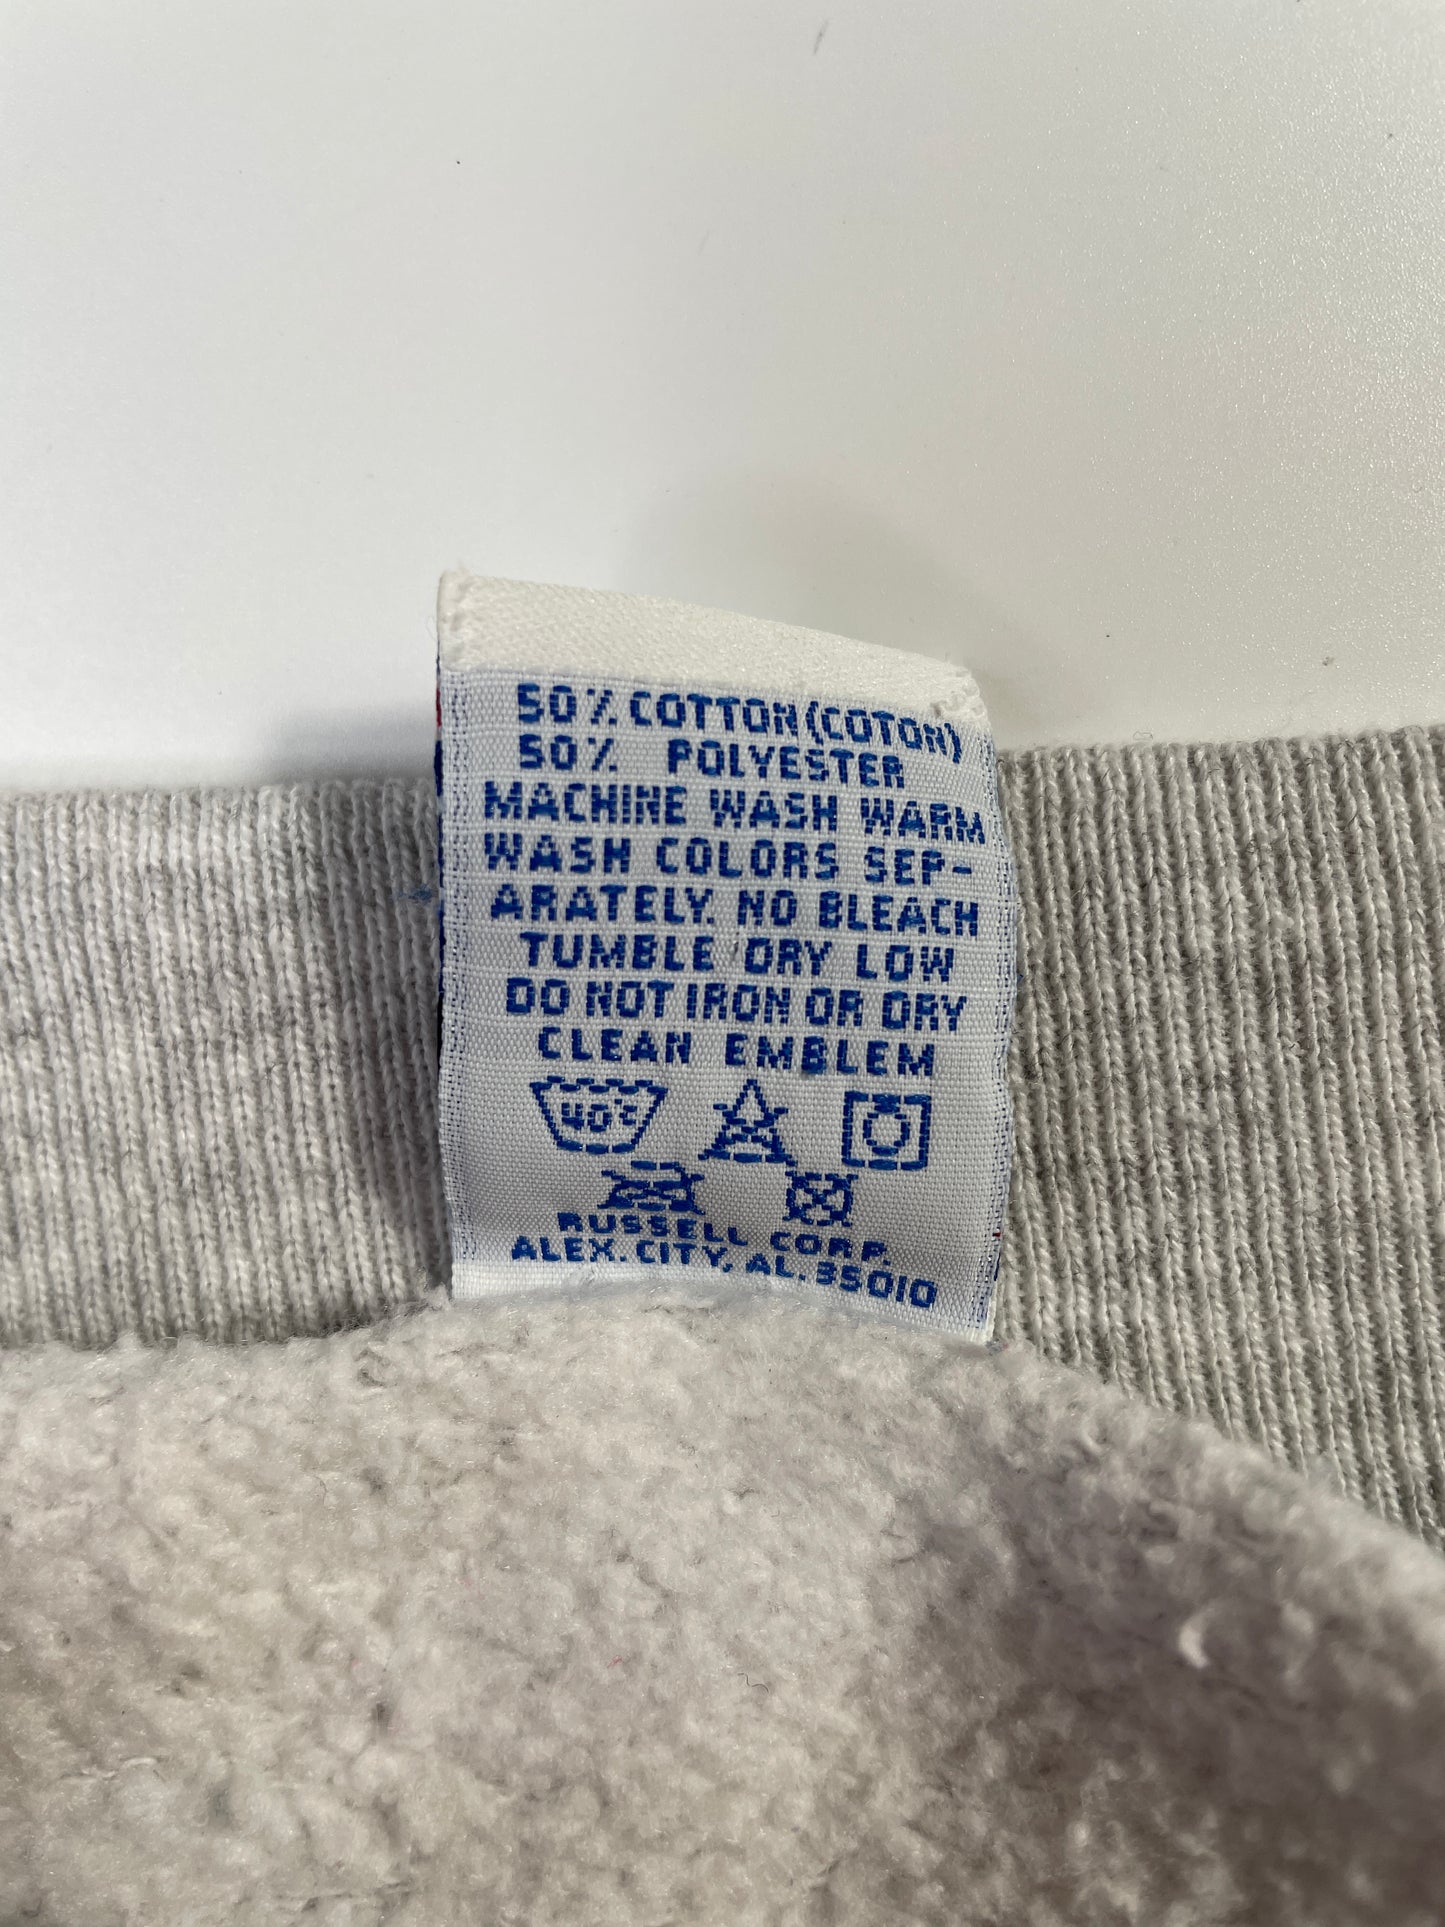 50% COTTON(COTON)
50% POLYESTER
MACHINE WASH WARM
WASH COLORS SEP-
ARATELY. NO BLEACH
TUMBLE DRY LOW
DO NOT IRON OR DRY
CLEAN EMBLEM
40°C
RUSSELL CORP.
ALEX. CITY, AL. 35010